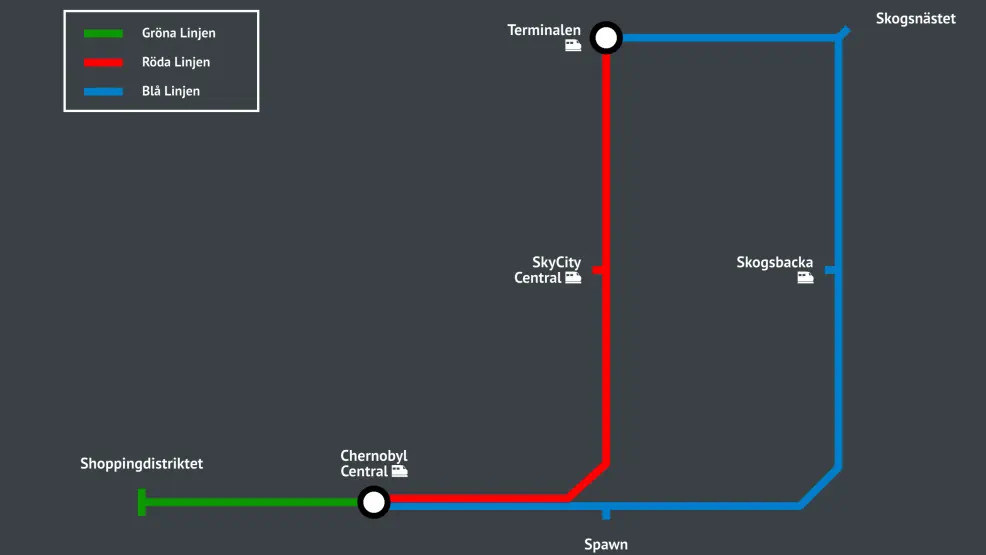 Gröna Linjen
Röda Linjen
Blå Linjen
Terminalen
Skogsnästet
SkyCity
Central
Skogsbacka
Shoppingdistriktet
Chernobyl
Central
Spawn